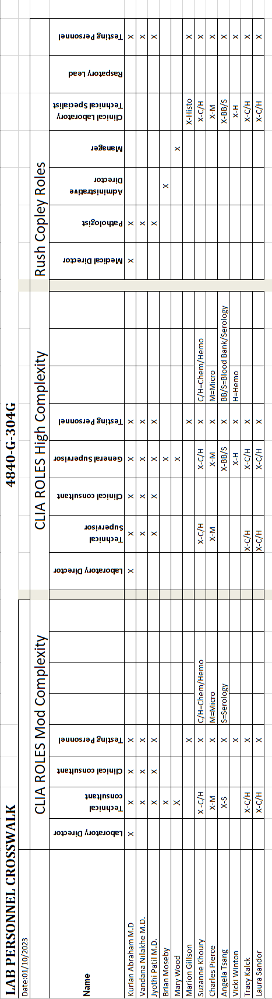 LAB PERSONNEL CROSSWALK 4840-G-304G
Date:01/10/2023
CLIA ROLES Mod Complexity CLIA ROLES High Complexity Rush Copley Roles
Name Laboratory Director Technical consultant Clinical consultant Testing Personnel Laboratory Director Technical Supervisor Clinical consultant General Supervisor Testing Personnel Medical Director Pathologist Administrative Director Manager Clinical Laboratory Technical Specialist Raspatory Lead Testing Personnel
Kurian Abraham M.D X X X X X X X X X X X X
Vandana Nilakhe M.D. X X X X X X X X X
Jyothi Patil M.D. X X X X X X X X X
Brian Moseby X X X
Mary Wood X X X
Marion Gillson X X X-Histo X
Suzanne Khoury X -C/H X C/H=Chem/Hemo X-C/H X-C/H X C/H=Chem/Hemo X-C/H X
Charles Pierce X-M X M=Micro X-M X-M X M=Micro X-M X
Angela Tsang X-S X S=Serology X-BB/S X BB/S=Blood Bank/Serology X-BB/S X
Vicki Winton X X-H X H=Hemo X-H X
Tracy Kalck X-C/H X X-C/H X-C/H X X-C/H X
Laura Sandor X-C/H X X-C/H X-C/H X X-C/H X